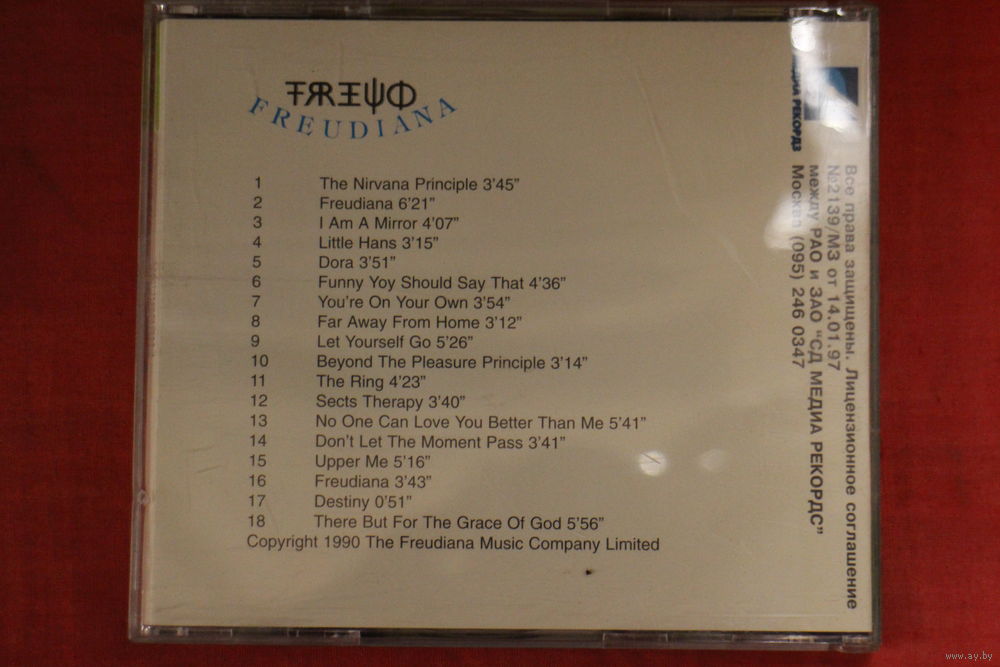 FREUDIANA
1 The Nirvana Principle 3'45"
2 Freudiana 6'21"
3 I Am A Mirror 4'07"
4 Little Hans 3'15"
5 Dora 3'51"
6 Funny Yoy Should Say That 4'36"
7 You're On Your Own 3'54"
8 Far Away From Home 3'12"
9 Let Yourself Go 5'26"
10 Beyond The Pleasure Principle 3'14"
11 The Ring 4'23"
12 Sects Therapy 3'40"
13 No One Can Love You Better Than Me 5'41"
14 Don't Let The Moment Pass 3'41"
15 Upper Me 5'16"
16 Freudiana 3'43"
17 Destiny 0'51"
18 There But For The Grace Of God 5'56"
Copyright 1990 The Freudiana Music Company Limited
РЕКОРДЗ
Все права защищены. Лицензионное соглашение
№2139/МЗ от 14.01.97
между РАО и ЗАО "СД МЕДИА РЕКОРДС"
Москва (095) 246 0347
www.ay.by